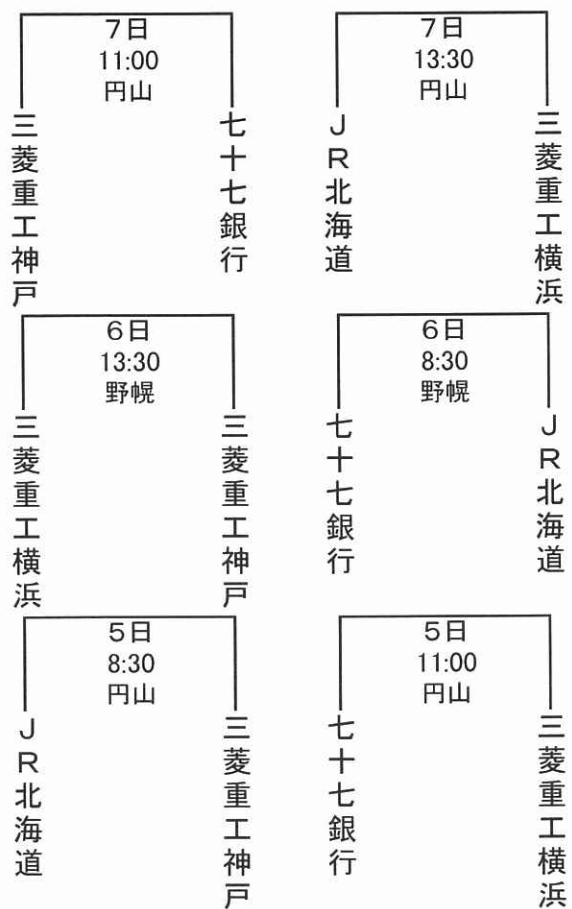 7日
11:00
円山
三菱重工神戸
七十七銀行
7日
13:30
円山
JR北海道
三菱重工横浜
6日
13:30
野幌
三菱重工横浜
三菱重工神戸
6日
8:30
野幌
七十七銀行
JR北海道
5日
8:30
円山
JR北海道
三菱重工神戸
5日
11:00
円山
七十七銀行
三菱重工横浜